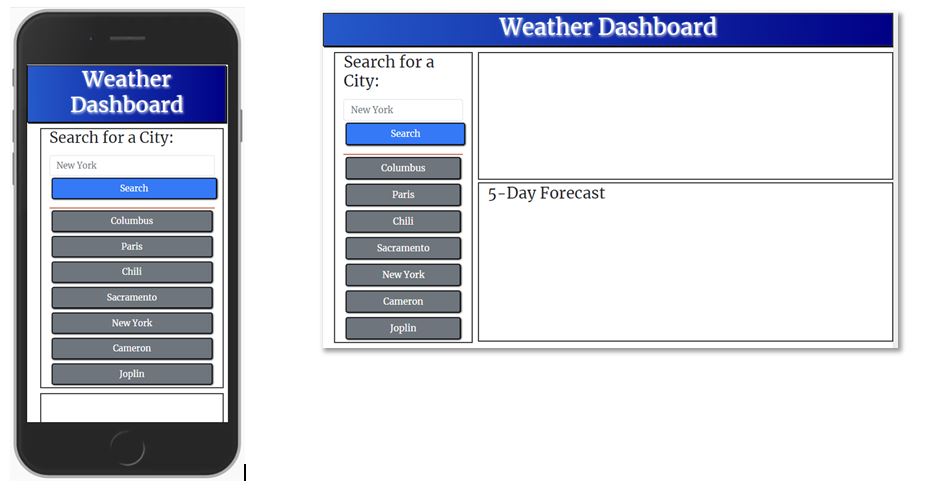 Weather
Dashboard
Search for a City:
New York
Search
Columbus
Paris
Chili
Sacramento
New York
Cameron
Joplin
Weather Dashboard
Search for a
City:
New York
Search
Columbus
Paris
Chili
Sacramento
New York
Cameron
Joplin
5-Day Forecast